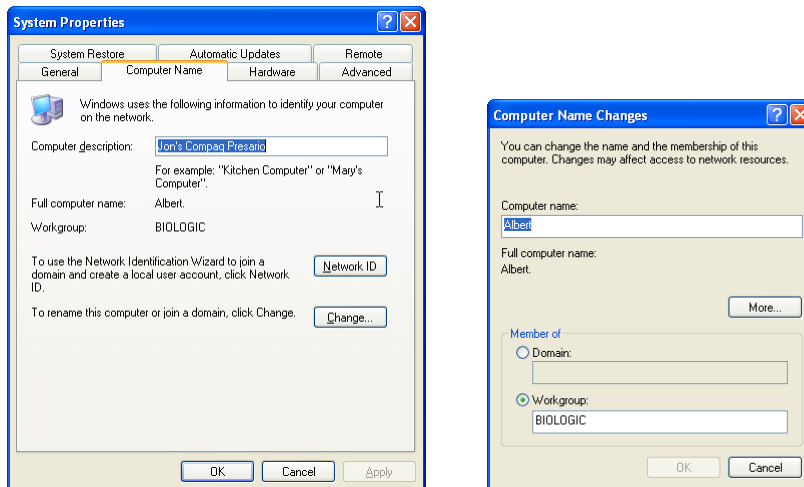 System Properties
System Restore
Automatic Updates
Remote
General
Computer Name
Hardware
Advanced
Windows uses the following information to identify your computer
on the network.
Computer description:
Jon's Compaq Presario
For example: "Kitchen Computer" or "Mary's
Computer".
Full computer name:
Albert.
Workgroup:
BIOLOGIC
To use the Network Identification Wizard to join a
domain and create a local user account, click Network
ID.
Network ID
To rename this computer or join a domain, click Change.
Change...
OK
Cancel
Apply
Computer Name Changes
You can change the name and the membership of this
computer. Changes may affect access to network resources.
Computer name:
Albert
Full computer name:
Albert.
More...
Member of
Domain:
Workgroup:
BIOLOGIC
OK
Cancel